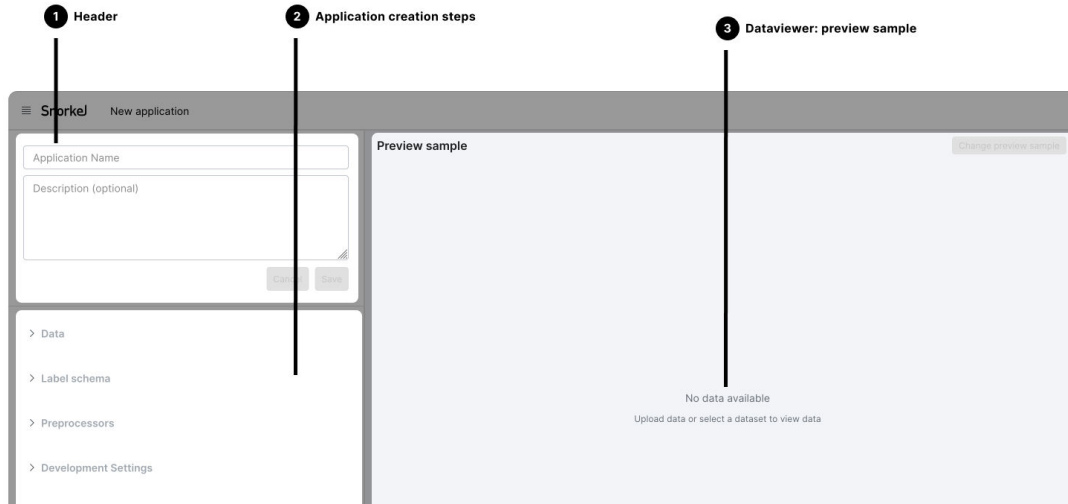 1 Header
2 Application creation steps
3 Dataviewer: preview sample
Snorkel New application
Application Name
Description (optional)
Cancel Save
Data
Label schema
Preprocessors
Development Settings
Preview sample
Change preview sample
No data available
Upload data or select a dataset to view data